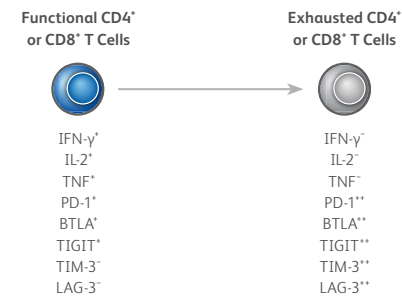 Functional CD4⁺
or CD8⁺ T Cells
IFN-γ⁺
IL-2⁺
TNF⁺
PD-1⁺
BTLA⁺
TIGIT⁺
TIM-3⁻
LAG-3⁻
Exhausted CD4⁺
or CD8⁺ T Cells
IFN-γ⁻
IL-2⁻
TNF⁻
PD-1⁺⁺
BTLA⁺⁺
TIGIT⁺⁺
TIM-3⁺⁺
LAG-3⁺⁺